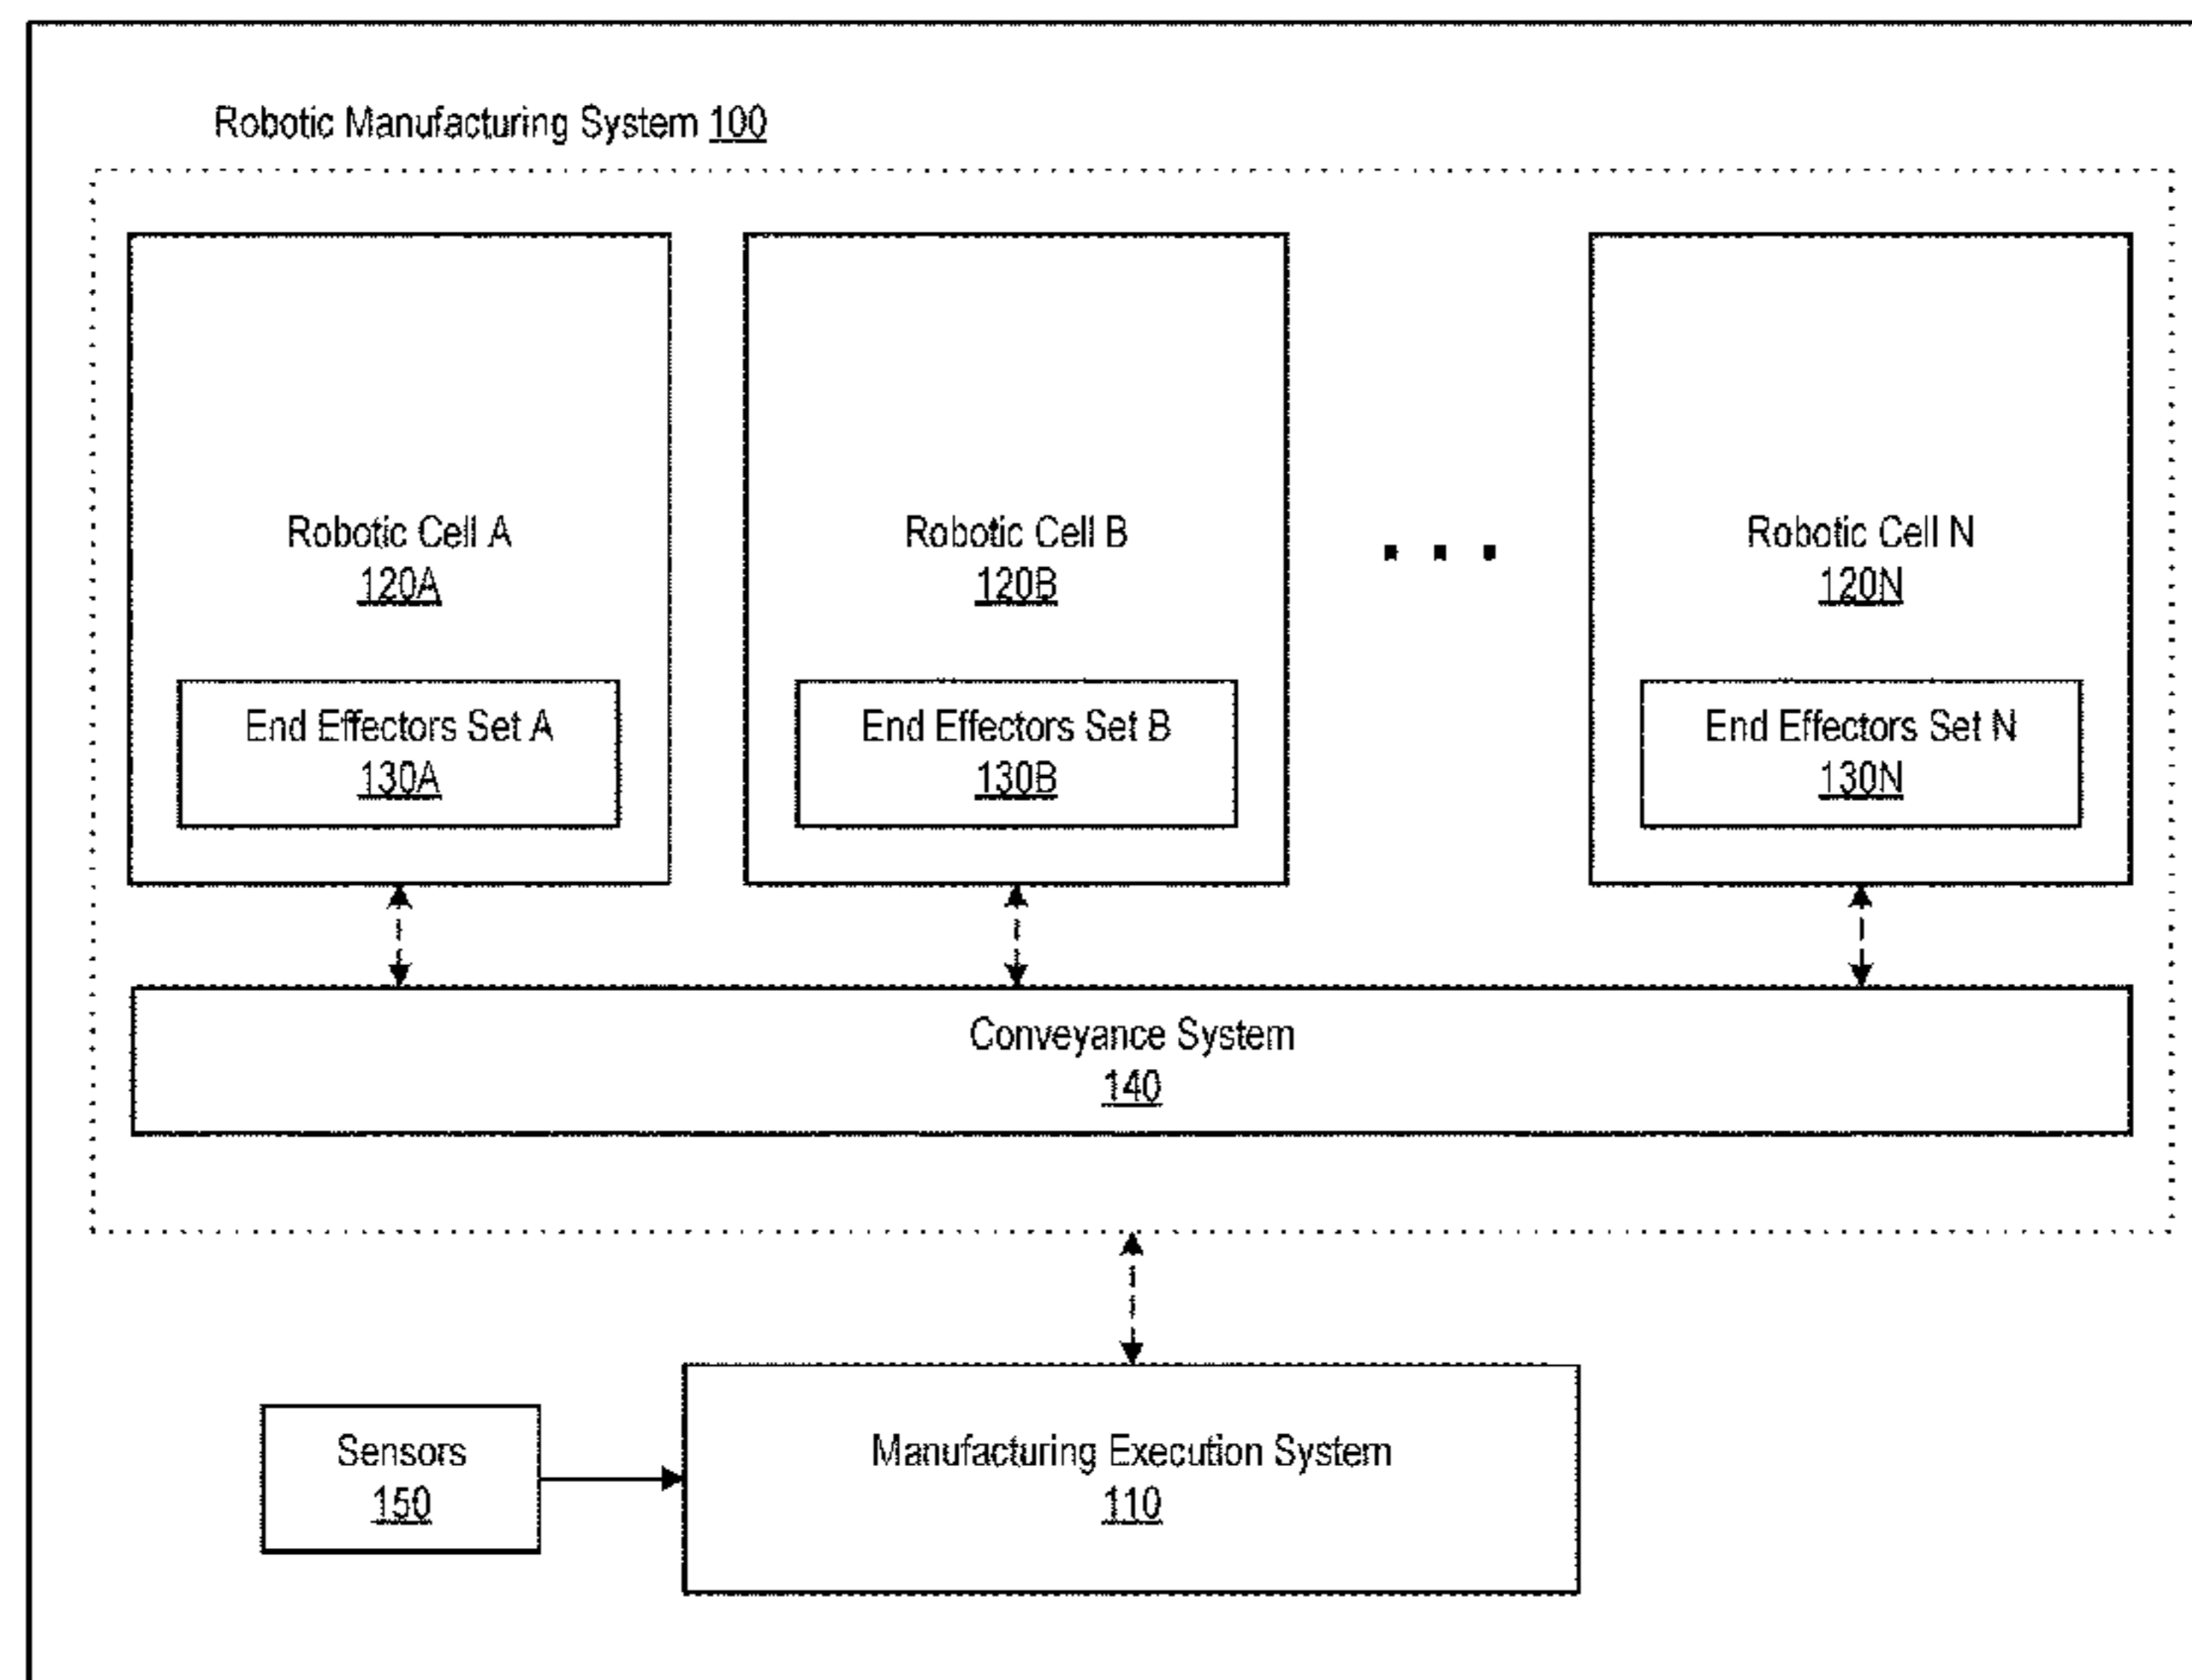 Robotic Manufacturing System 100
Robotic Cell A
120A
End Effectors Set A
130A
Robotic Cell B
120B
End Effectors Set B
130B
. . .
Robotic Cell N
120N
End Effectors Set N
130N
Conveyance System
140
Sensors
150
Manufacturing Execution System
110